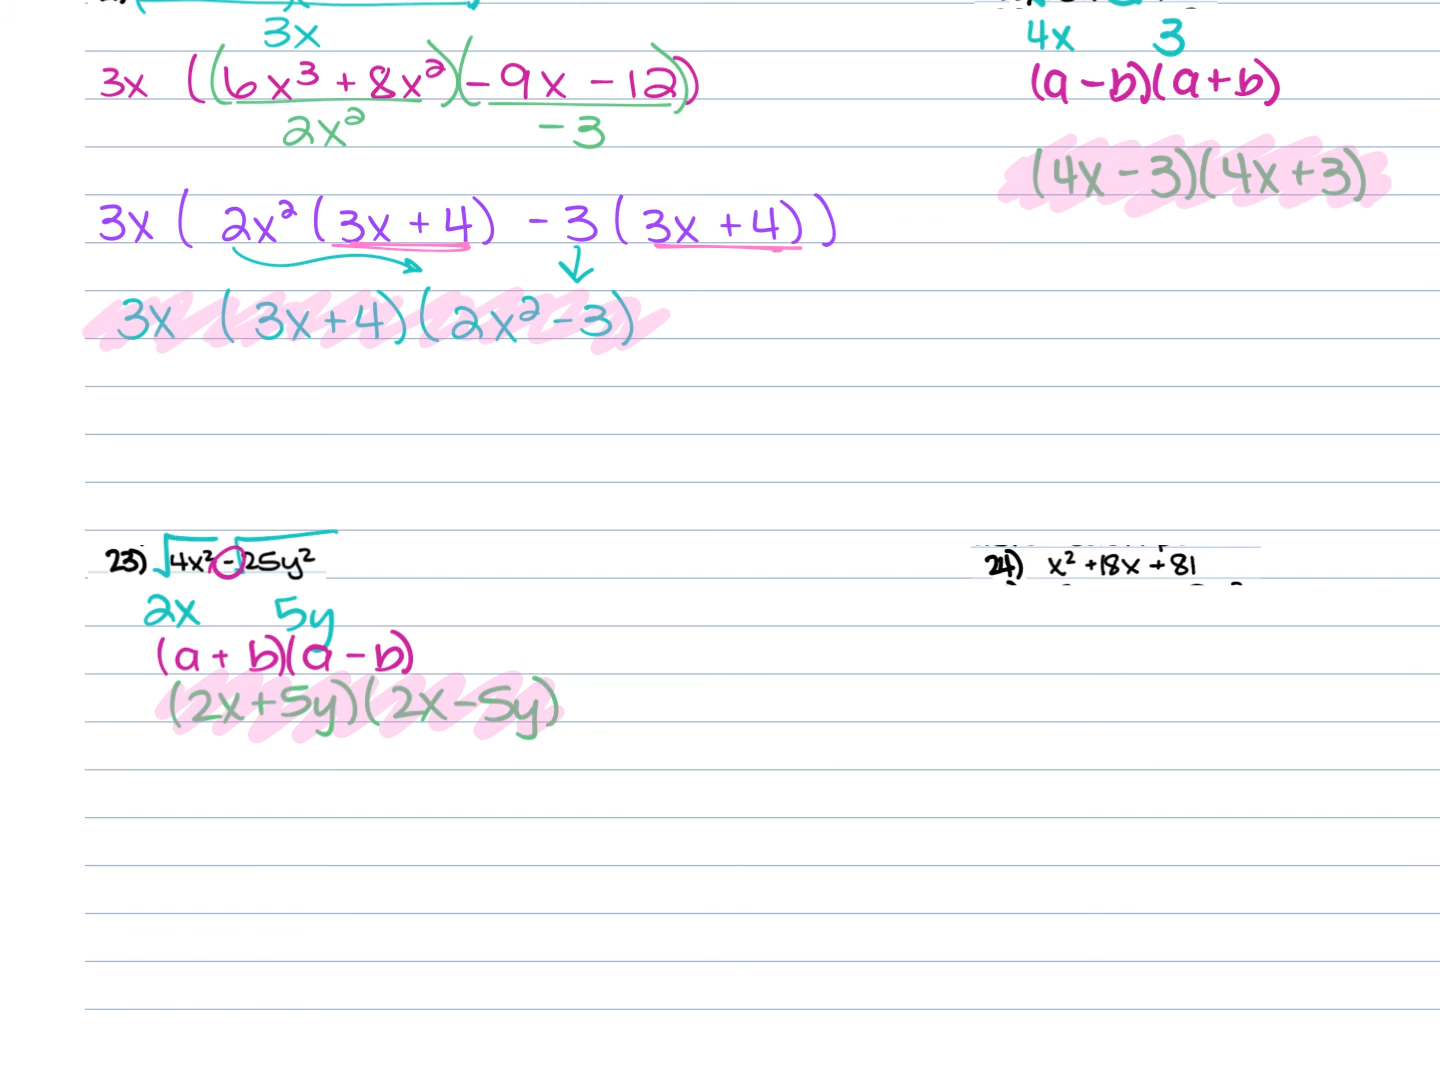 3x
3x ((6x³ + 8x²)(-9x - 12))
2x² -3
3x ( 2x² (3x + 4) - 3 (3x + 4) )
3x (3x+4)(2x² - 3)
4x 3
(a - b)(a + b)
(4x - 3)(4x + 3)
23) √4x² - √25y²
2x 5y
(a + b)(a - b)
(2x+5y)(2x-5y)
24) x² +18x + 81